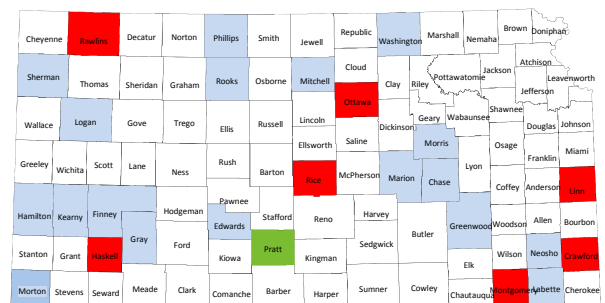 Cheyenne Rawlins Decatur Norton Phillips Smith Jewell Republic Washington Marshall Nemaha Brown Doniphan
Sherman Thomas Sheridan Graham Rooks Osborne Mitchell Cloud Clay Riley Pottawatomie Jackson Atchison Leavenworth
Jefferson
Ottawa
Wallace Logan Gove Trego Ellis Russell Lincoln Dickinson Geary Wabaunsee Shawnee Douglas Johnson
Ellsworth Saline Morris Osage Franklin Miami
Greeley Wichita Scott Lane Ness Rush Barton Rice McPherson Marion Chase Lyon Coffey Anderson Linn
Hamilton Kearny Finney Hodgeman Pawnee Stafford Reno Harvey Greenwood Woodson Allen Bourbon
Edwards
Gray Ford Pratt Sedgwick Butler
Stanton Grant Haskell Kiowa Kingman Elk Wilson Neosho Crawford
Morton Stevens Seward Meade Clark Comanche Barber Harper Sumner Cowley Chautauqua Montgomery Labette Cherokee